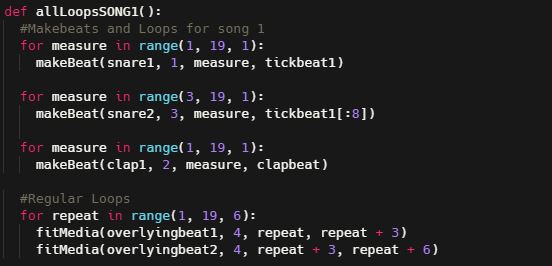 def allLoopsSONG1():
#Makebeats and Loops for song 1
for measure in range(1, 19, 1):
makeBeat(snare1, 1, measure, tickbeat1)
for measure in range(3, 19, 1):
makeBeat(snare2, 3, measure, tickbeat1[:8])
for measure in range(1, 19, 1):
makeBeat(clap1, 2, measure, clapbeat)
#Regular Loops
for repeat in range(1, 19, 6):
fitMedia(overlyingbeat1, 4, repeat, repeat + 3)
fitMedia(overlyingbeat2, 4, repeat + 3, repeat + 6)